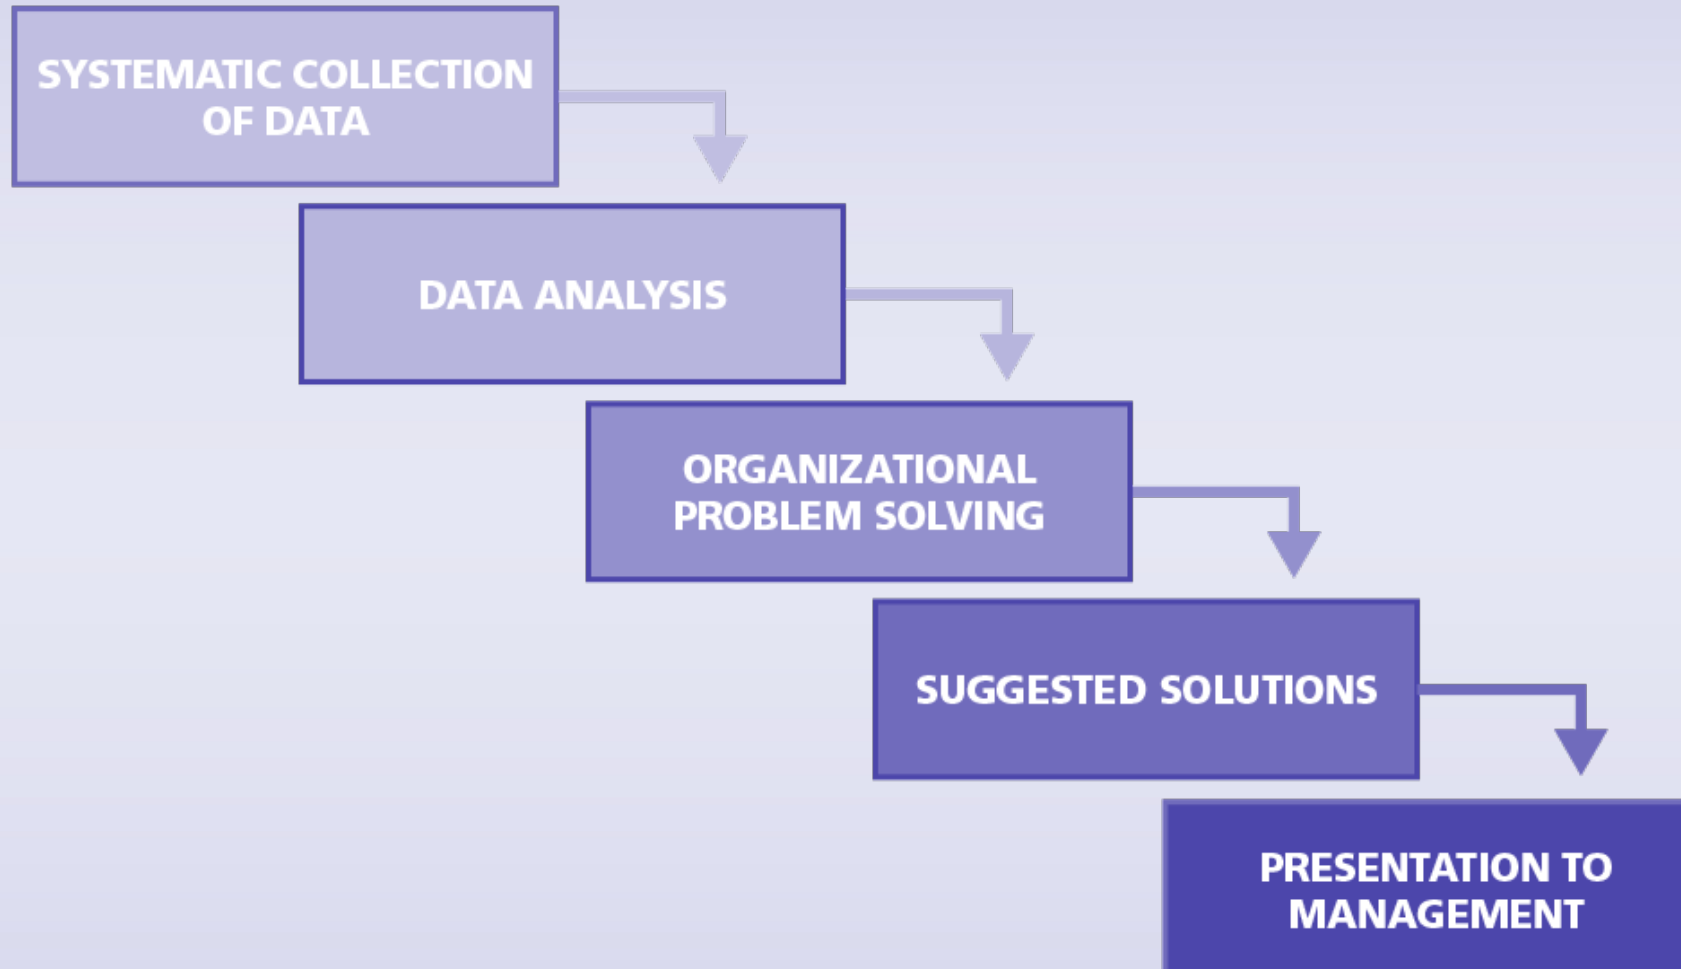 SYSTEMATIC COLLECTION
OF DATA
DATA ANALYSIS
ORGANIZATIONAL
PROBLEM SOLVING
SUGGESTED SOLUTIONS
PRESENTATION TO
MANAGEMENT